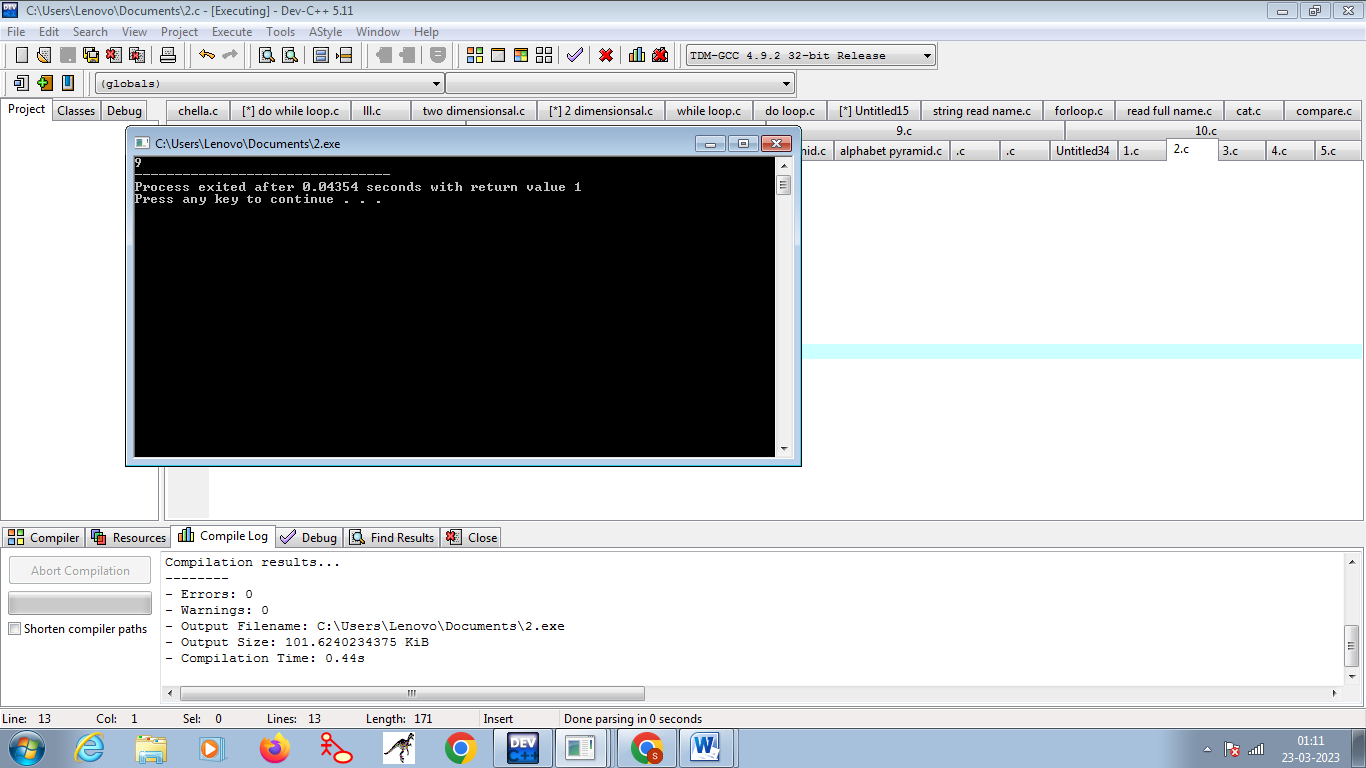 C:\Users\Lenovo\Documents\2.c - [Executing] - Dev-C++ 5.11
File Edit Search View Project Execute Tools AStyle Window Help
TDM-GCC 4.9.2 32-bit Release
(globals)
Project Classes Debug
chella.c [*] do while loop.c lll.c two dimensionsal.c [*] 2 dimensionsal.c while loop.c do loop.c [*] Untitled15 string read name.c forloop.c read full name.c cat.c compare.c
9.c 10.c
alphabet pyramid.c .c .c Untitled34 1.c 2.c 3.c 4.c 5.c
C:\Users\Lenovo\Documents\2.exe
9
--------------------------------
Process exited after 0.04354 seconds with return value 1
Press any key to continue . . .
Compiler Resources Compile Log Debug Find Results Close
Abort Compilation
Shorten compiler paths
Compilation results...
--------
- Errors: 0
- Warnings: 0
- Output Filename: C:\Users\Lenovo\Documents\2.exe
- Output Size: 101.6240234375 KiB
- Compilation Time: 0.44s
Line: 13 Col: 1 Sel: 0 Lines: 13 Length: 171 Insert Done parsing in 0 seconds
DEV C++
S
W
01:11
23-03-2023